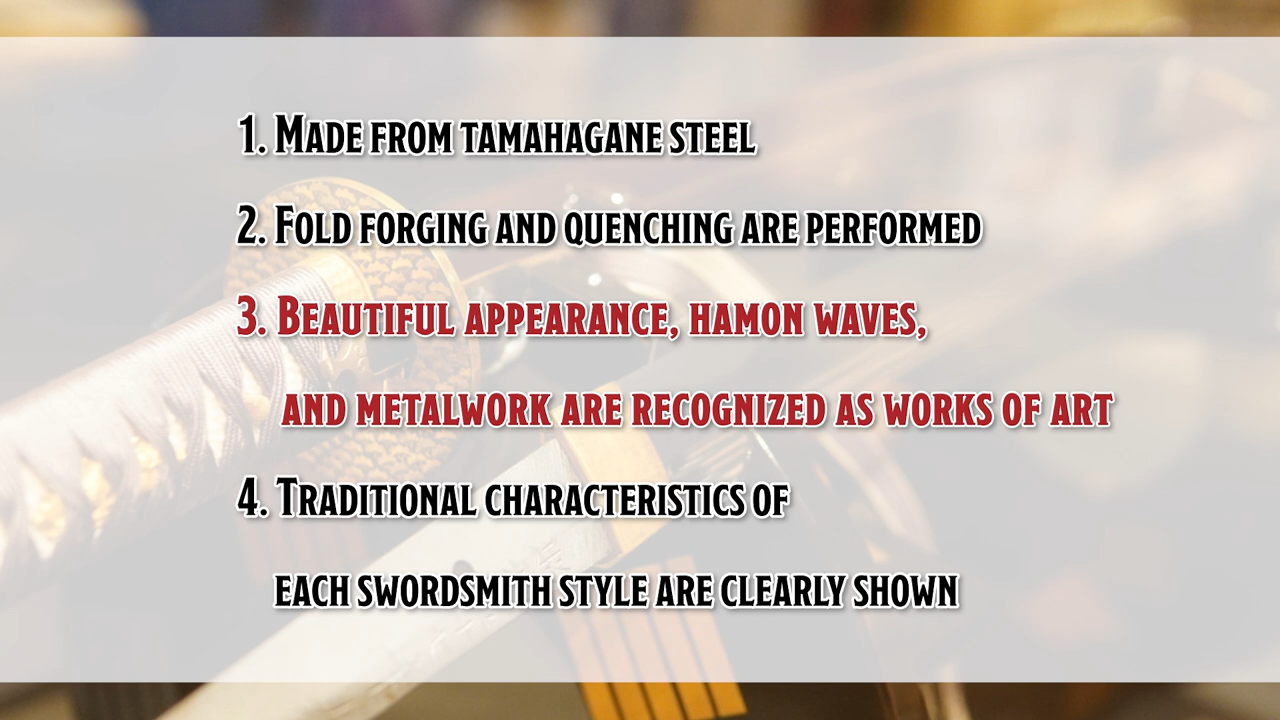 1. Made from tamahagane steel
2. Fold forging and quenching are performed
3. Beautiful appearance, hamon waves,
and metalwork are recognized as works of art
4. Traditional characteristics of
each swordsmith style are clearly shown